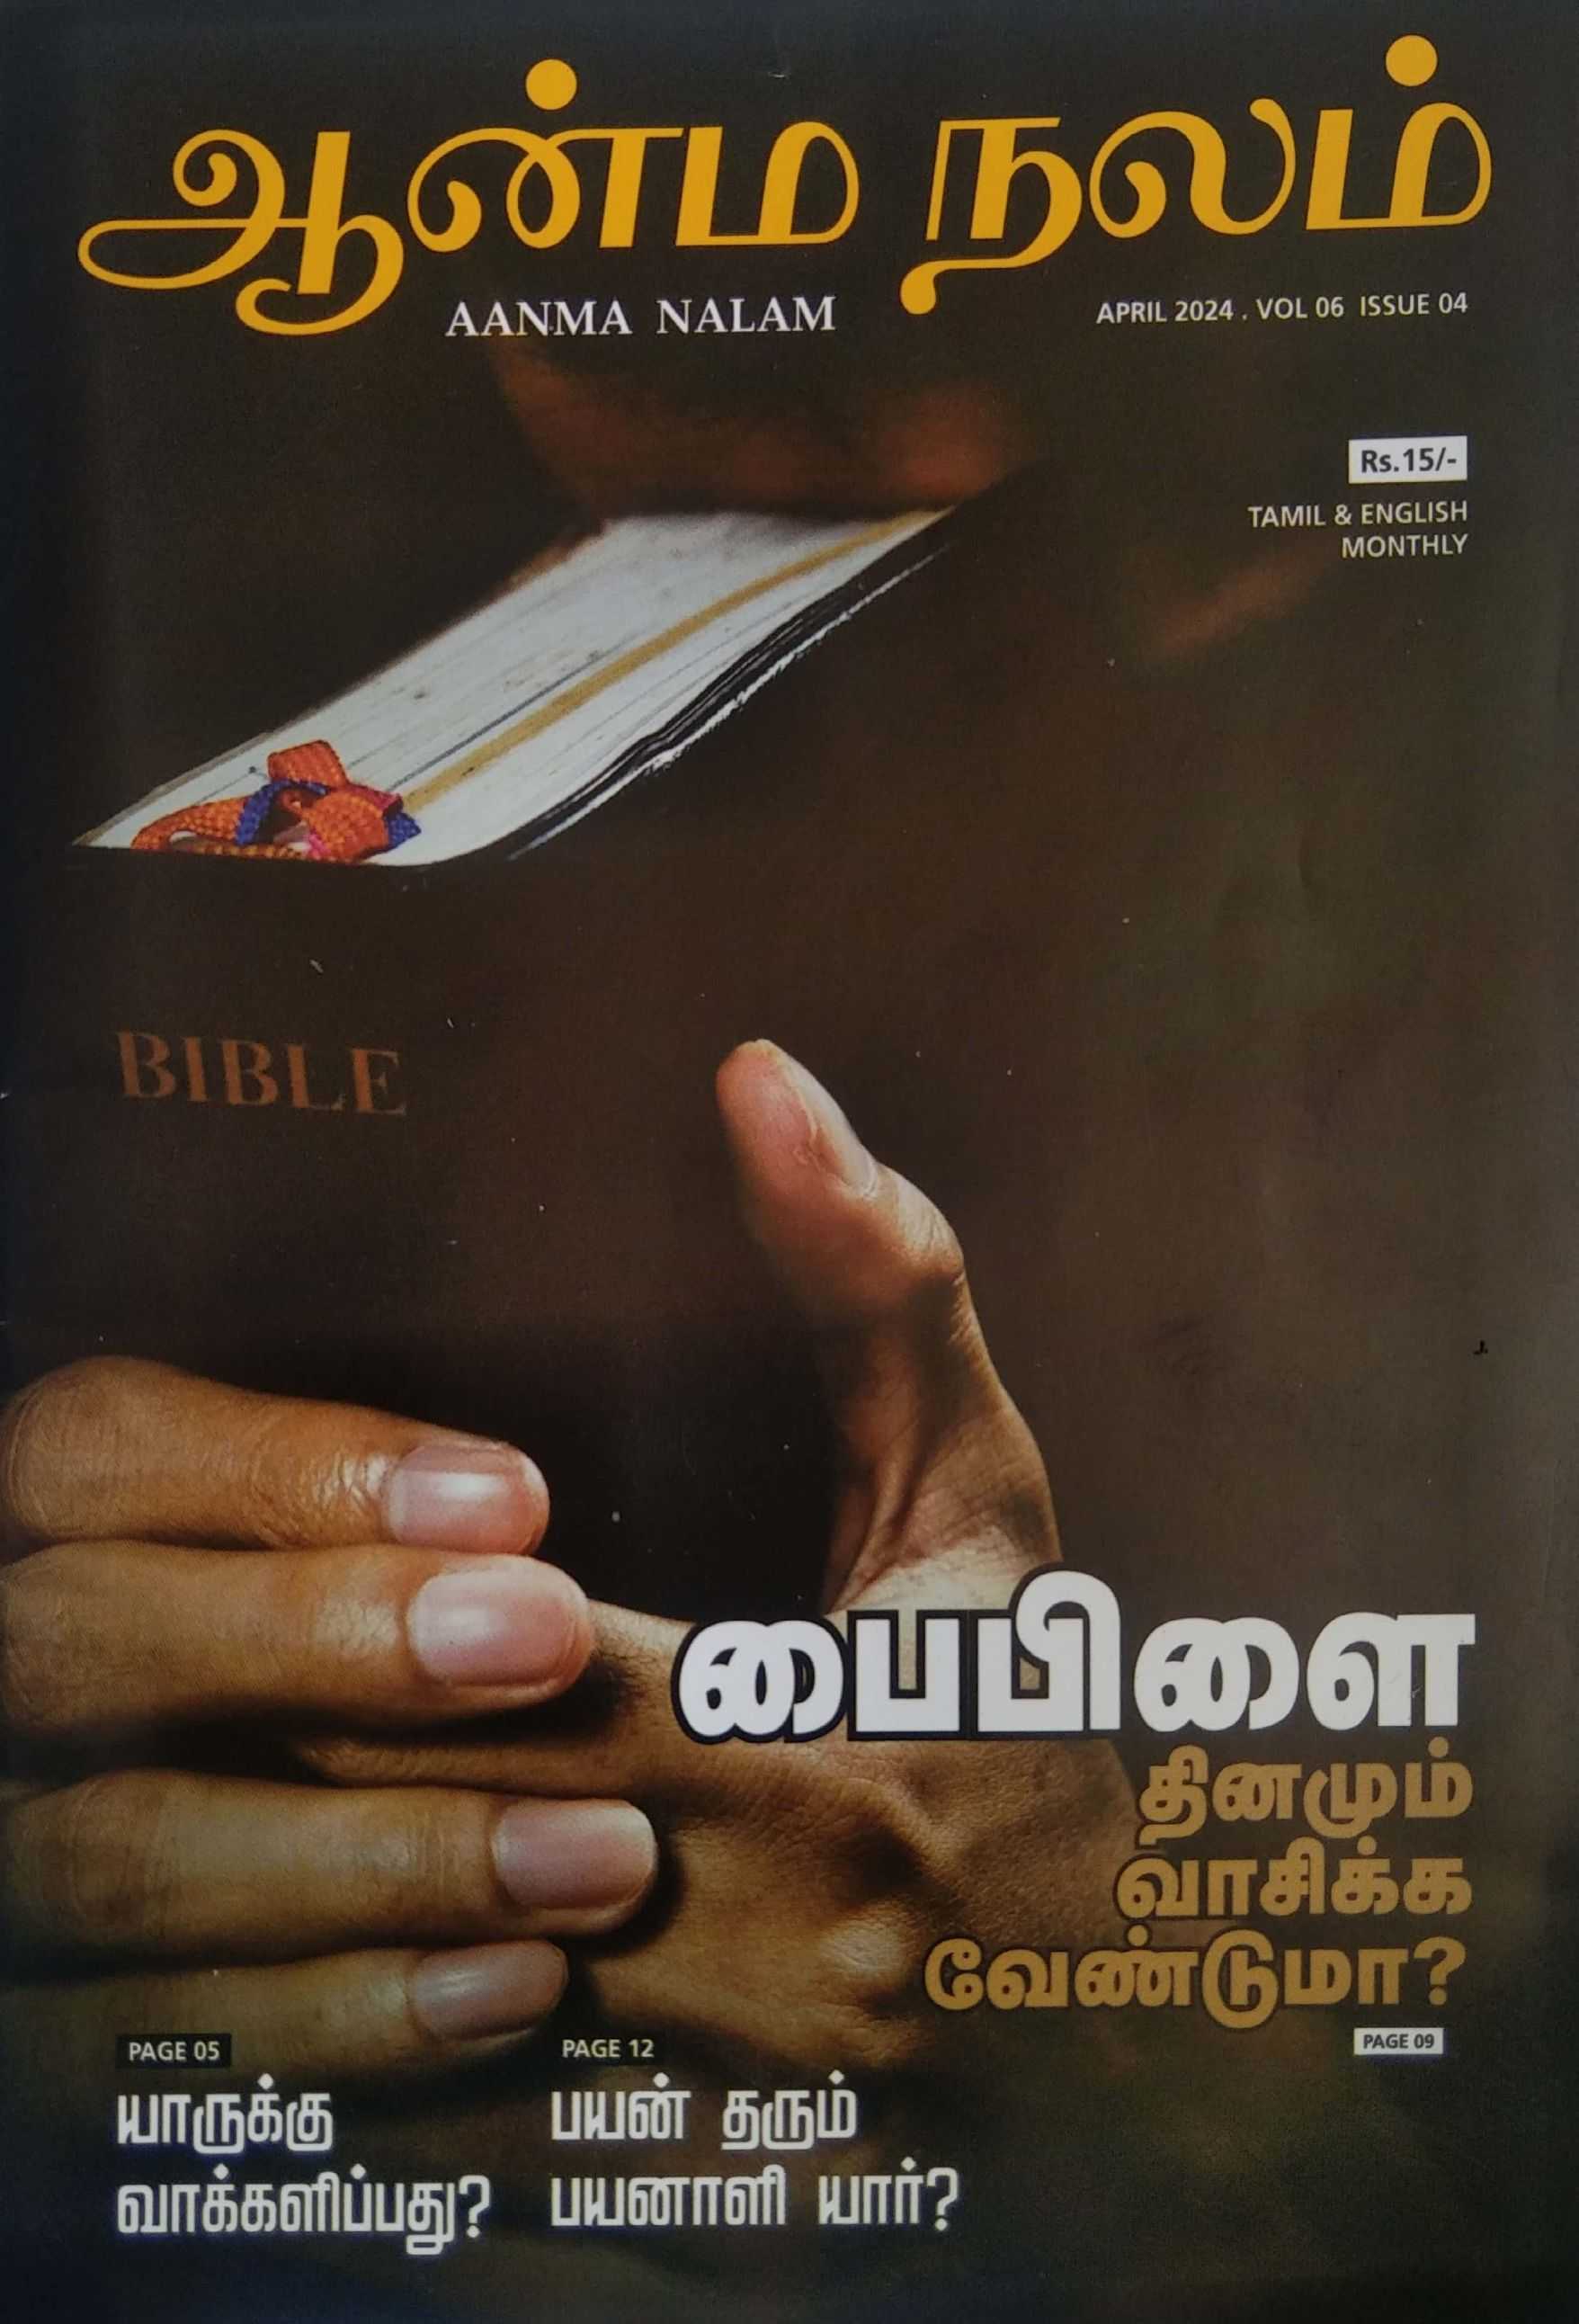 ஆன்ம நலம்
AANMA NALAM
APRIL 2024 . VOL 06 ISSUE 04
Rs.15/-
TAMIL & ENGLISH
MONTHLY
BIBLE
பைபிளை
தினமும்
வாசிக்க
வேண்டுமா?
PAGE 09
PAGE 05
யாருக்கு
வாக்களிப்பது?
PAGE 12
பயன் தரும்
பயனாளி யார்?